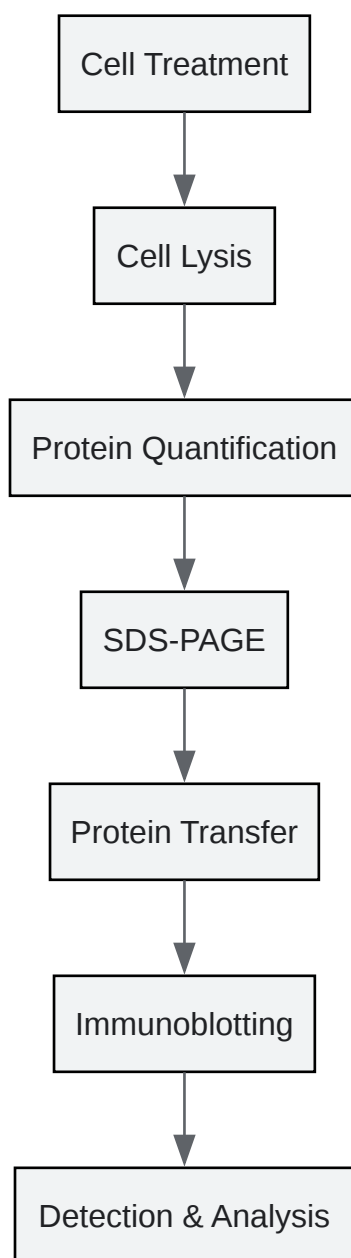 Cell Treatment
Cell Lysis
Protein Quantification
SDS-PAGE
Protein Transfer
Immunoblotting
Detection & Analysis